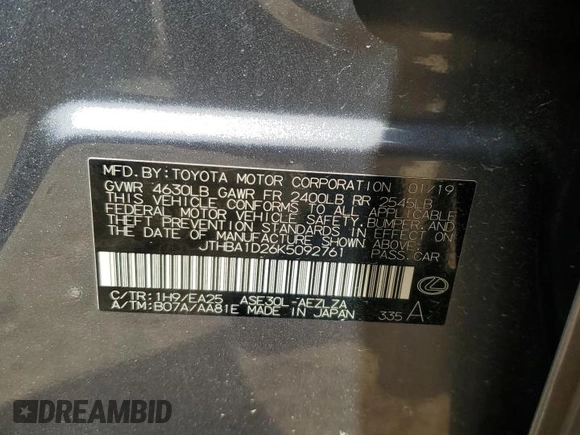 MFD. BY: TOYOTA MOTOR CORPORATION 01/19
GVWR 4630LB GAWR FR 2400LB RR 2545LB
THIS VEHICLE CONFORMS TO ALL APPLICABLE
FEDERAL MOTOR VEHICLE SAFETY, BUMPER, AND
THEFT PREVENTION STANDARDS IN EFFECT ON
THE DATE OF MANUFACTURE SHOWN ABOVE.
JTHBA1D26K5092761 PASS. CAR
C/TR: 1H9/EA25 ASE30L-AEZLZA
A/TM: B07A/AA81E MADE IN JAPAN 335 A
DREAMBID